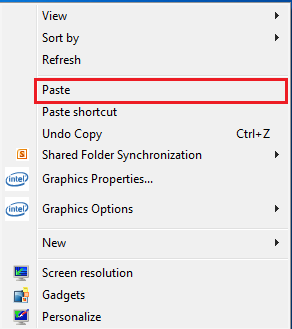 View
Sort by
Refresh
Paste
Paste shortcut
Undo Copy Ctrl+Z
S Shared Folder Synchronization
intel Graphics Properties...
intel Graphics Options
New
Screen resolution
Gadgets
Personalize